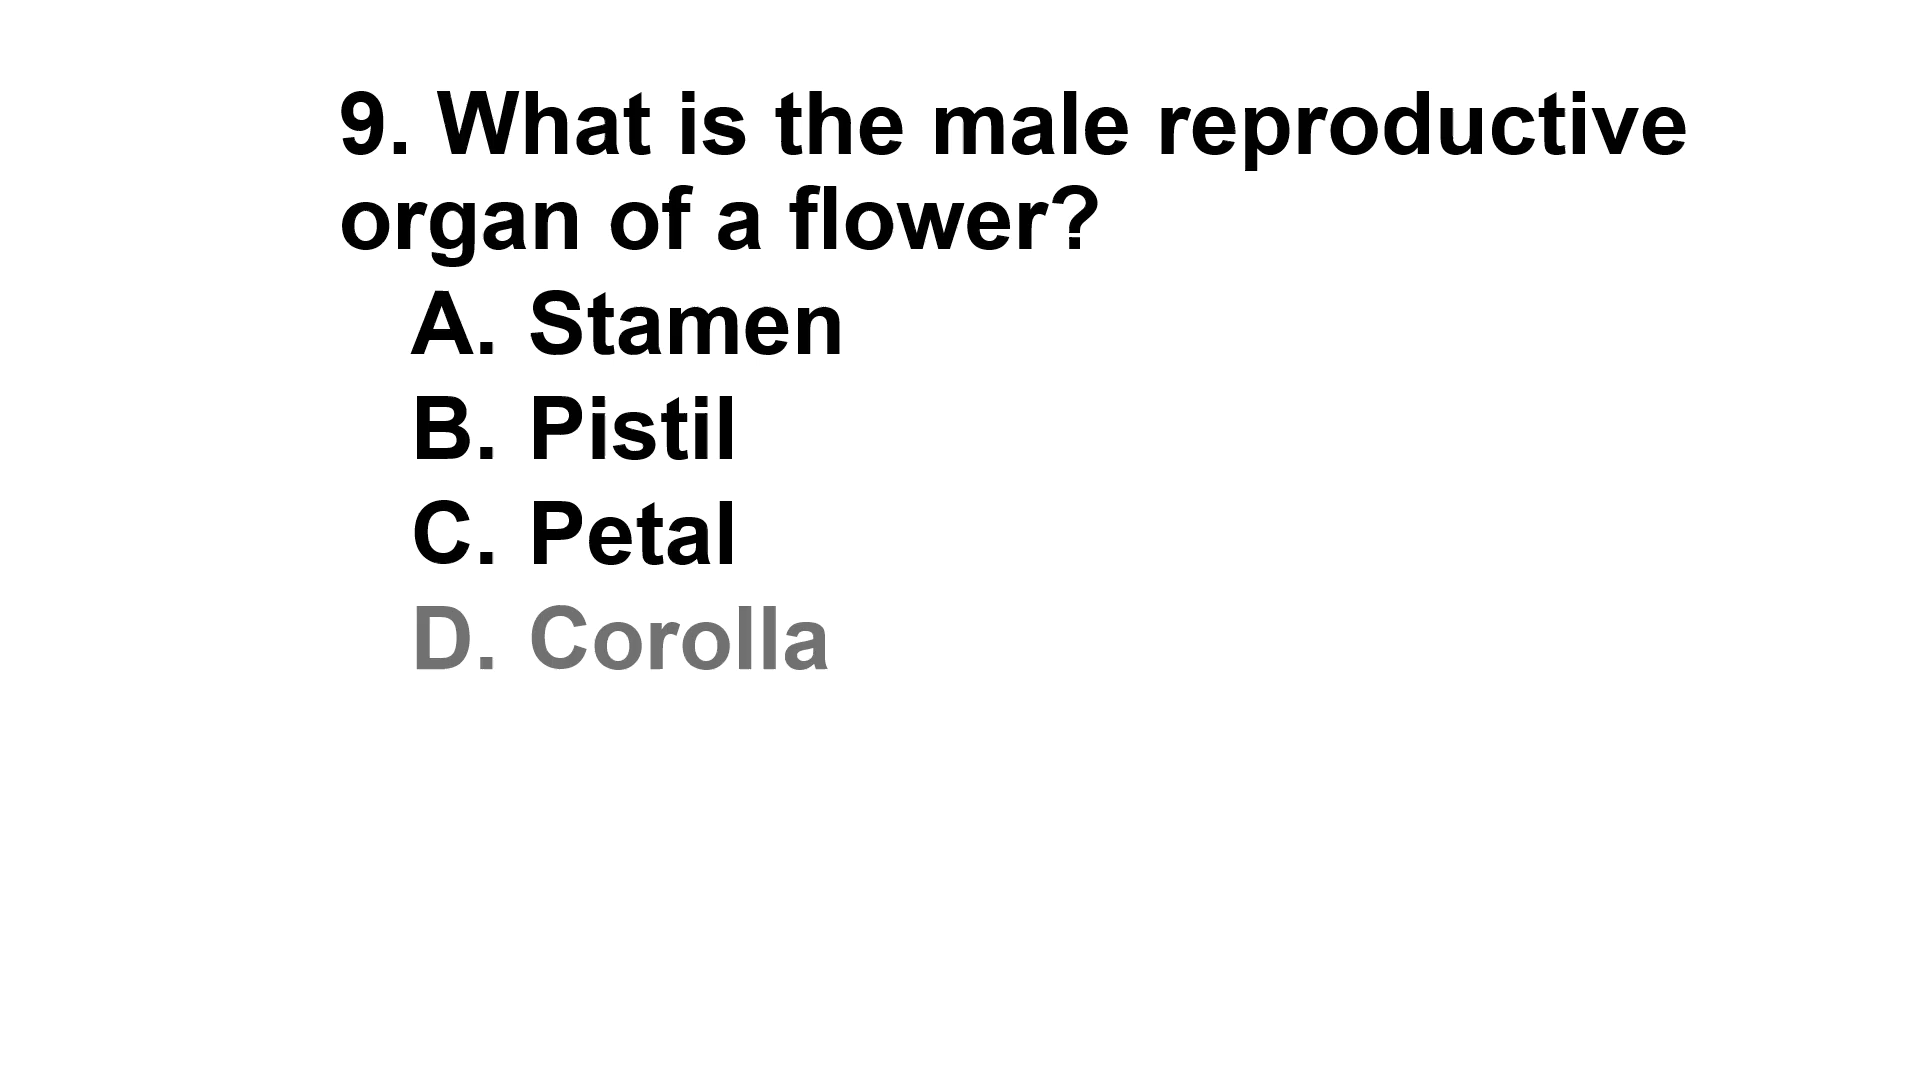 9. What is the male reproductive
organ of a flower?
A. Stamen
B. Pistil
C. Petal
D. Corolla